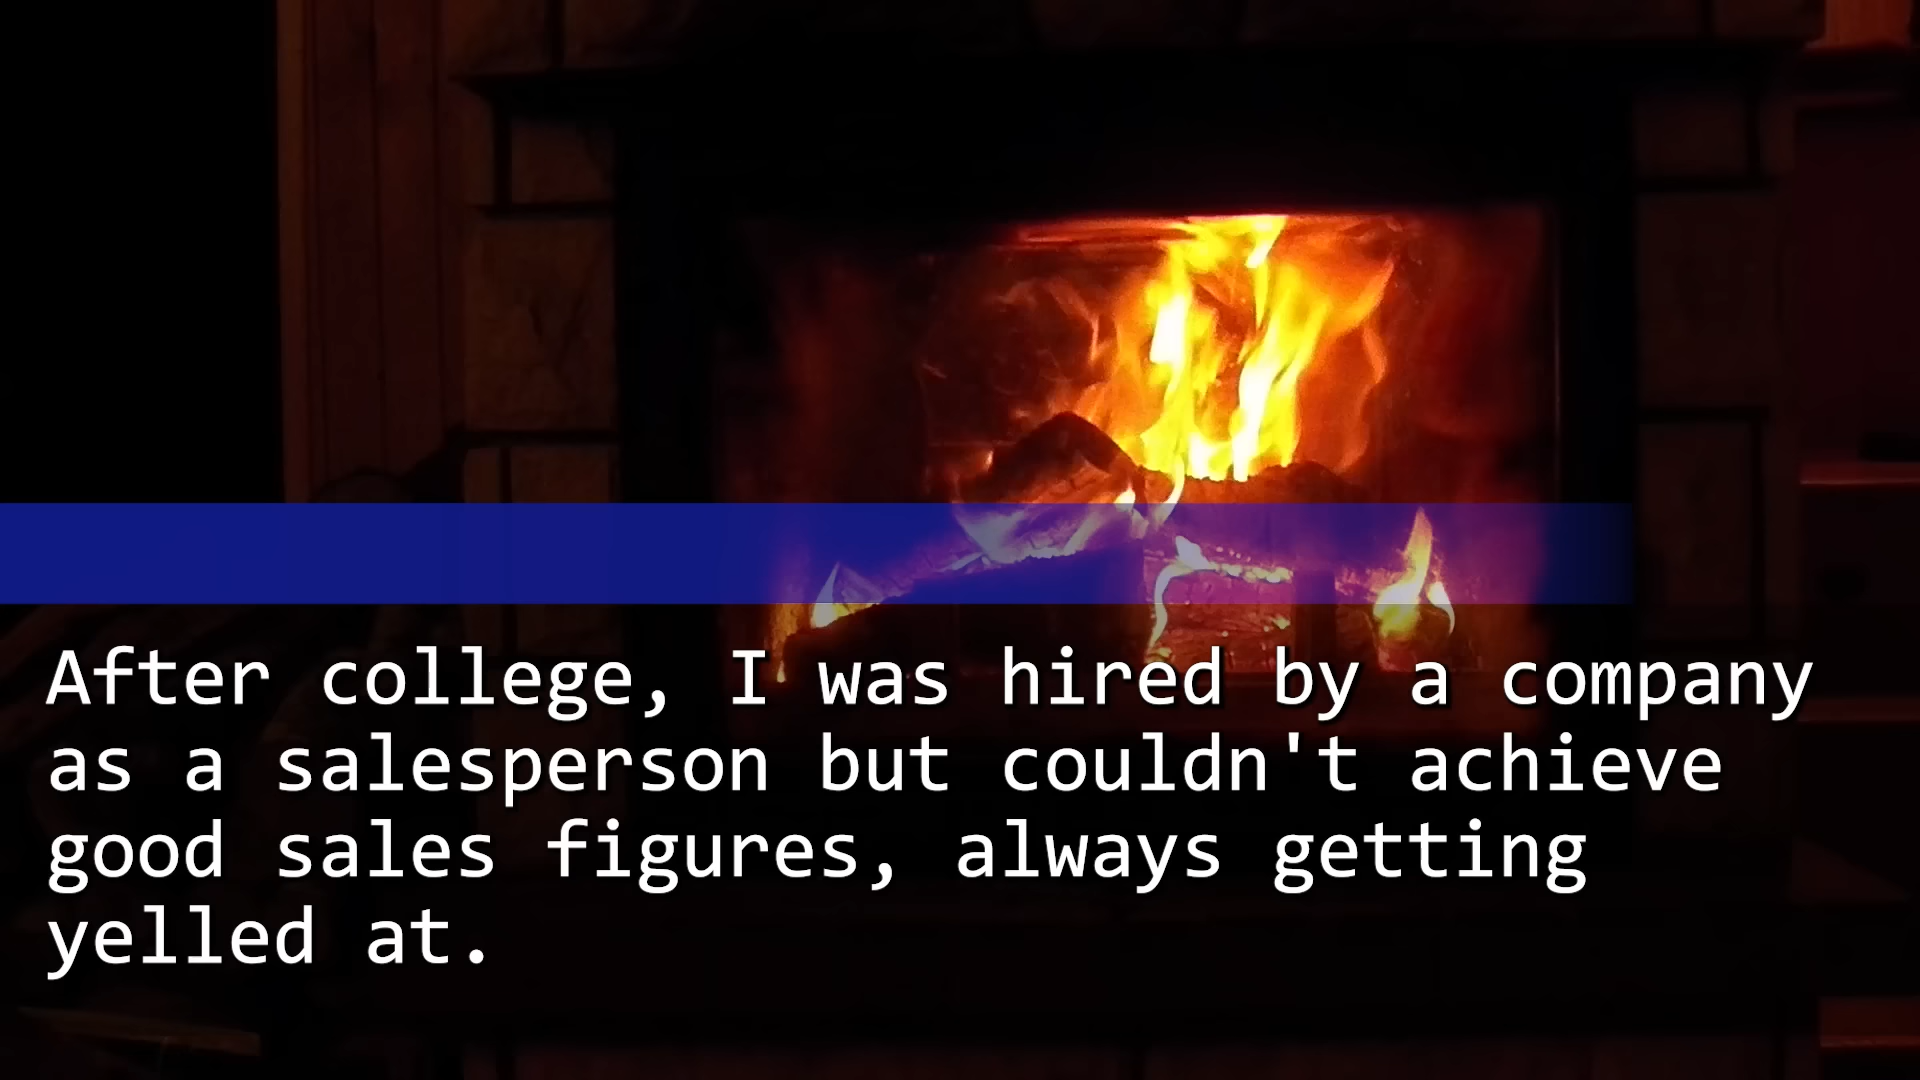 After college, I was hired by a company
as a salesperson but couldn't achieve
good sales figures, always getting
yelled at.